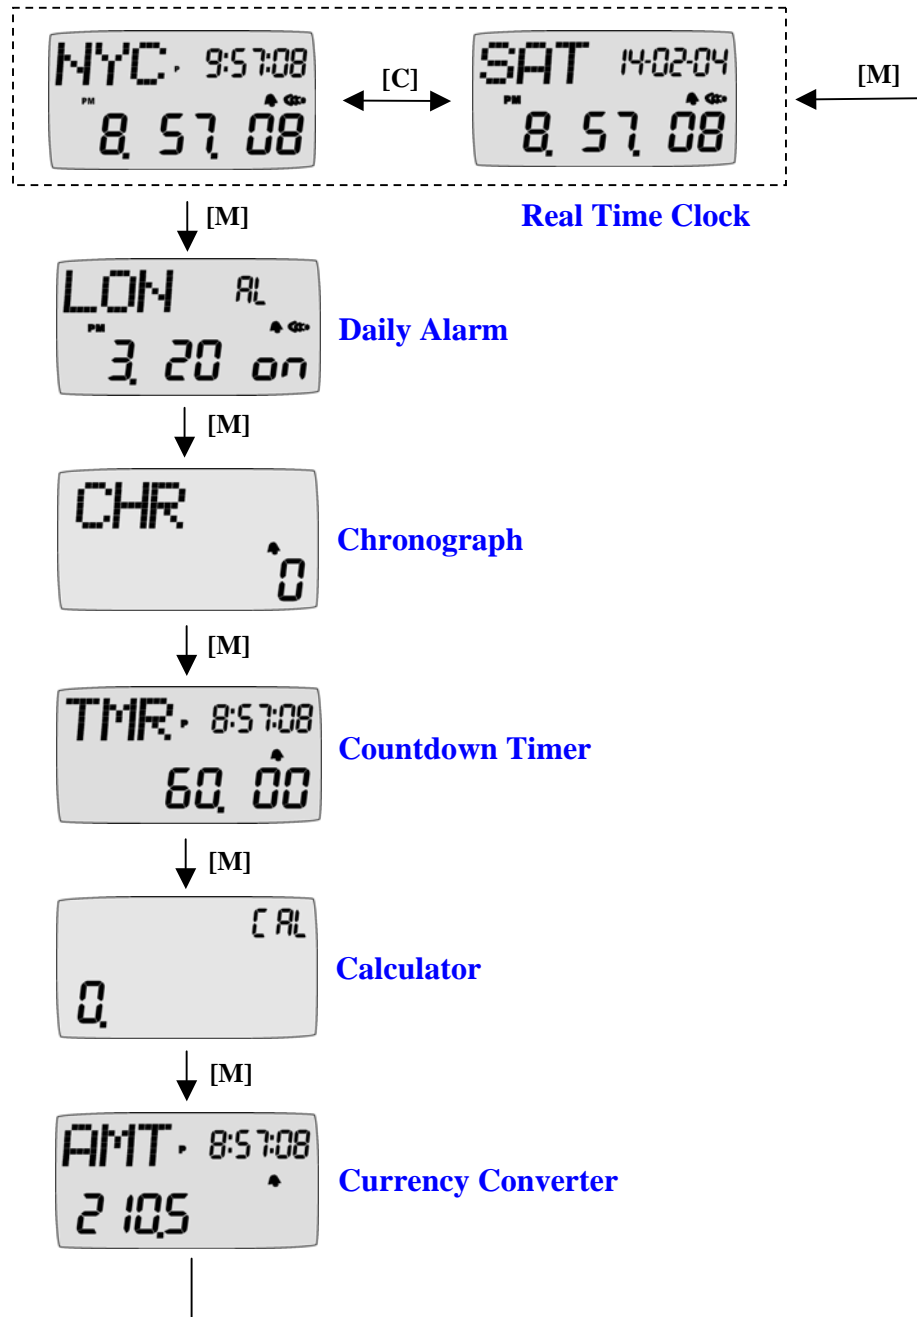 NYC P 9:57:08
PM
8. 57. 08
[C]
SAT 14-02-04
PM
8. 57. 08
[M]
Real Time Clock
[M]
LON AL
PM
3. 20 on
Daily Alarm
[M]
CHR
0
Chronograph
[M]
TMR P 8:57:08
60. 00
Countdown Timer
[M]
CAL
0.
Calculator
[M]
AMT P 8:57:08
210.5
Currency Converter